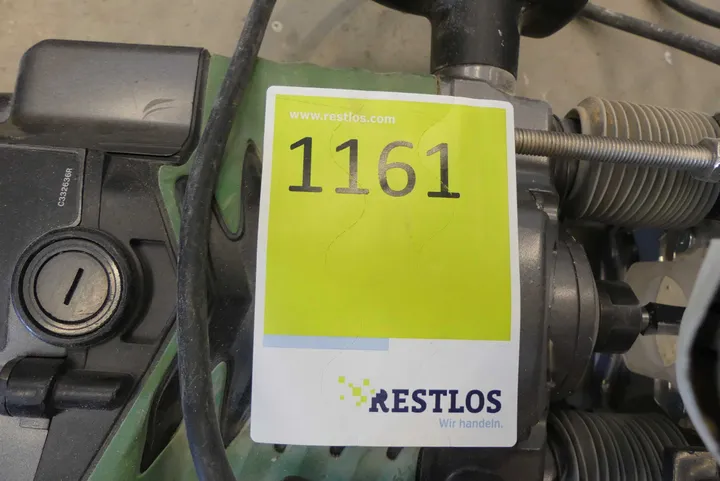 www.restlos.com
1161
RESTLOS
Wir handeln.
C332636R